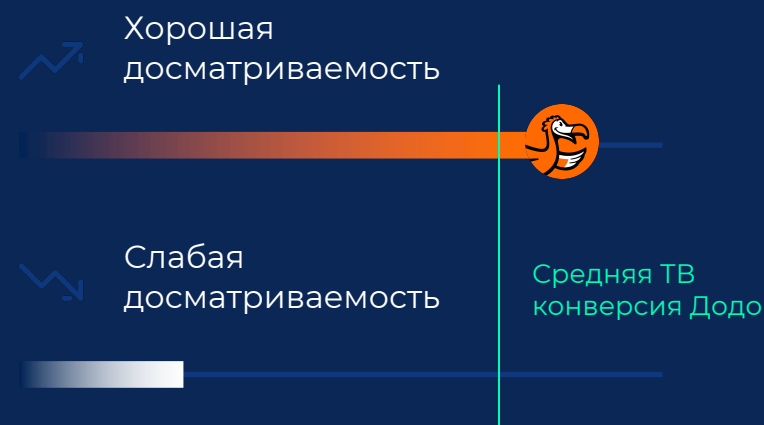 Хорошая
досматриваемость
Слабая
досматриваемость
Средняя ТВ
конверсия Додо